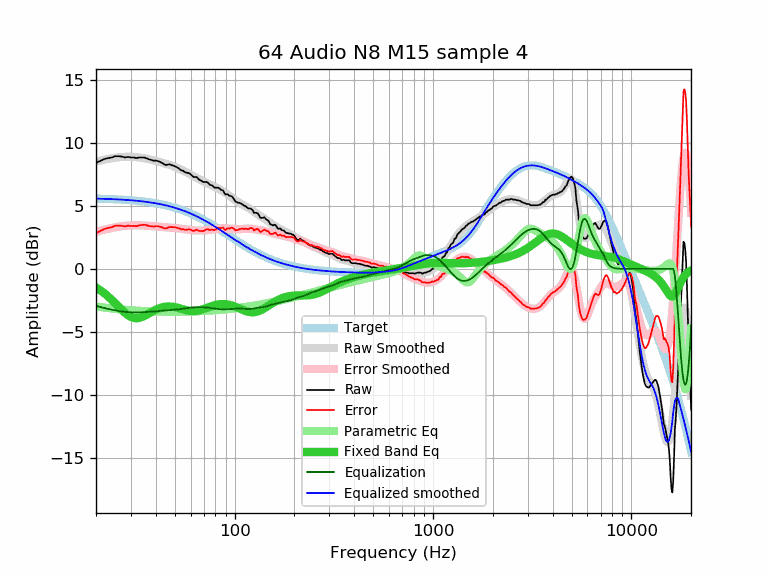 64 Audio N8 M15 sample 4
15
10
5
0
−5
−10
−15
Amplitude (dBr)
Target
Raw Smoothed
Error Smoothed
Raw
Error
Parametric Eq
Fixed Band Eq
Equalization
Equalized smoothed
100
1000
10000
Frequency (Hz)